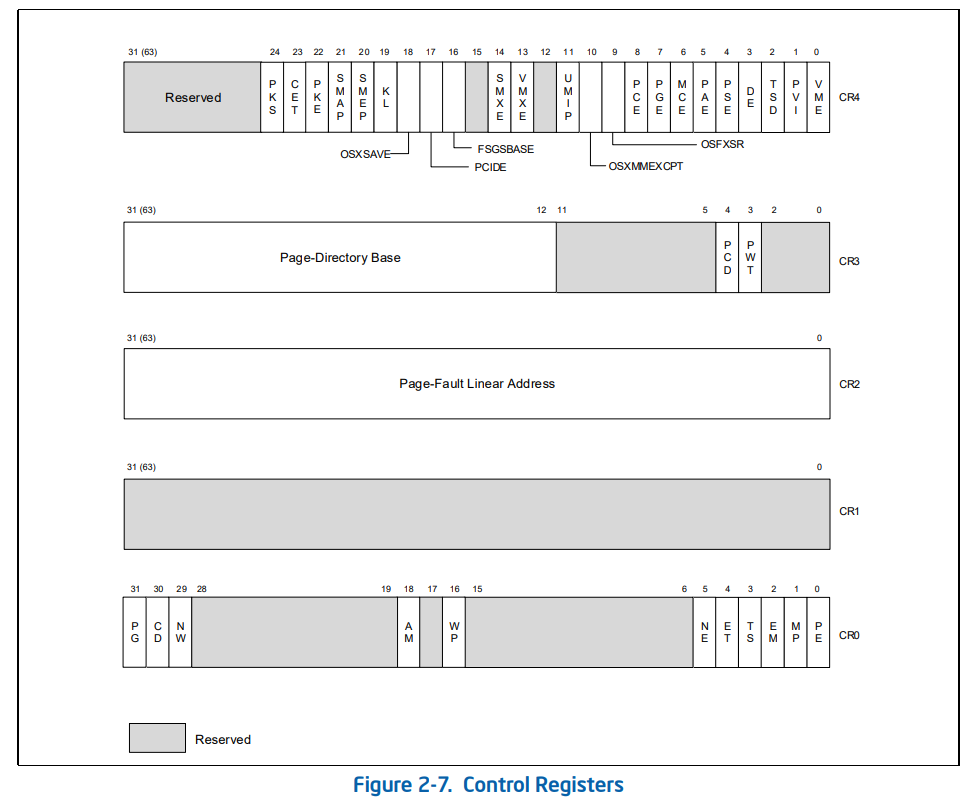 31 (63) 24 23 22 21 20 19 18 17 16 15 14 13 12 11 10 9 8 7 6 5 4 3 2 1 0
Reserved PKS CET PKE SMAP SMEP KL SMXE VMXE UMIP PCE PGE MCE PAE PSE DE TSD PVI VME CR4
OSXSAVE PCIDE FSGSBASE OSXMMEXCPT OSFXSR
31 (63) 12 11 5 4 3 2 0
Page-Directory Base PCD PWT CR3
31 (63) 0
Page-Fault Linear Address CR2
31 (63) 0
CR1
31 30 29 28 19 18 17 16 15 6 5 4 3 2 1 0
PG CD NW AM WP NE ET TS EM MP PE CR0
Reserved
Figure 2-7. Control Registers